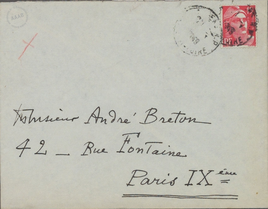 Monsieur André Breton
42 - Rue Fontaine
Paris IXème